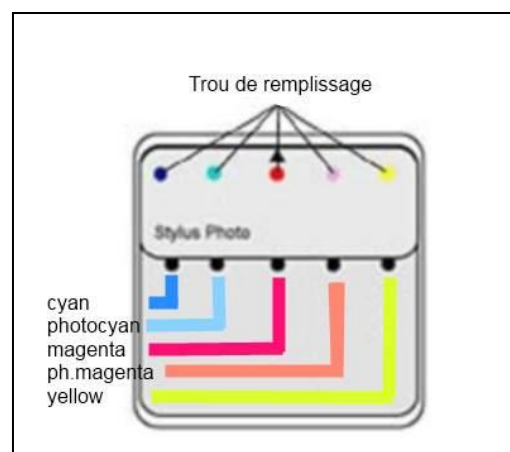 Trou de remplissage
Stylus Photo
cyan
photocyan
magenta
ph.magenta
yellow